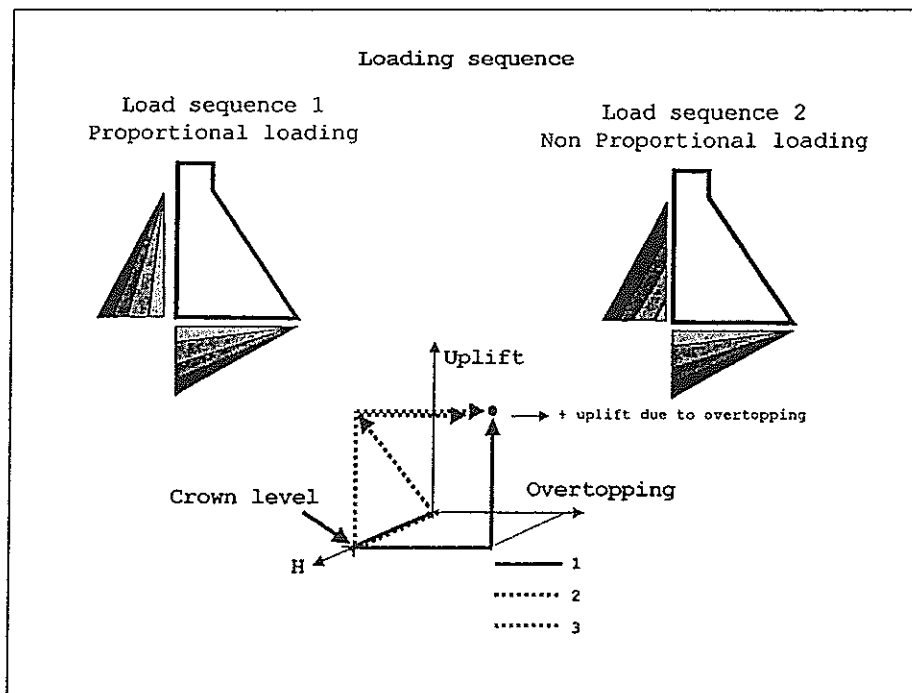 Loading sequence
Load sequence 1
Proportional loading
Load sequence 2
Non Proportional loading
Uplift
+ uplift due to overtopping
Crown level
Overtopping
H
1
2
3